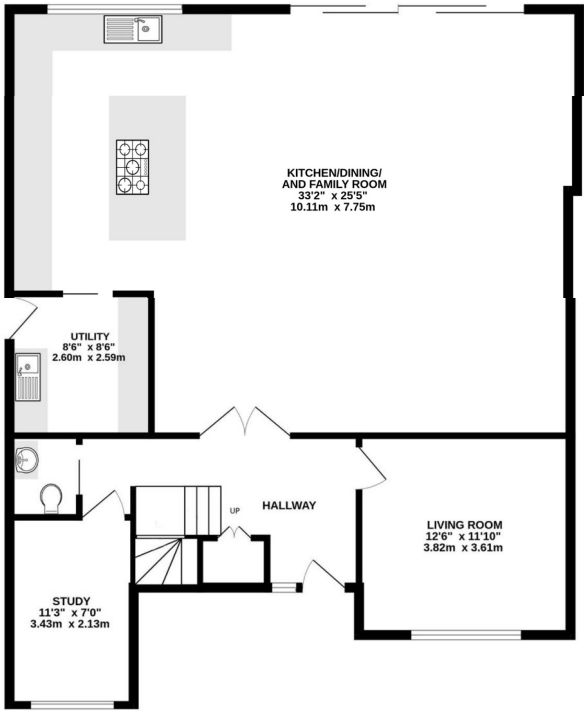 KITCHEN/DINING/
AND FAMILY ROOM
33'2" x 25'5"
10.11m x 7.75m
UTILITY
8'6" x 8'6"
2.60m x 2.59m
UP
HALLWAY
LIVING ROOM
12'6" x 11'10"
3.82m x 3.61m
STUDY
11'3" x 7'0"
3.43m x 2.13m